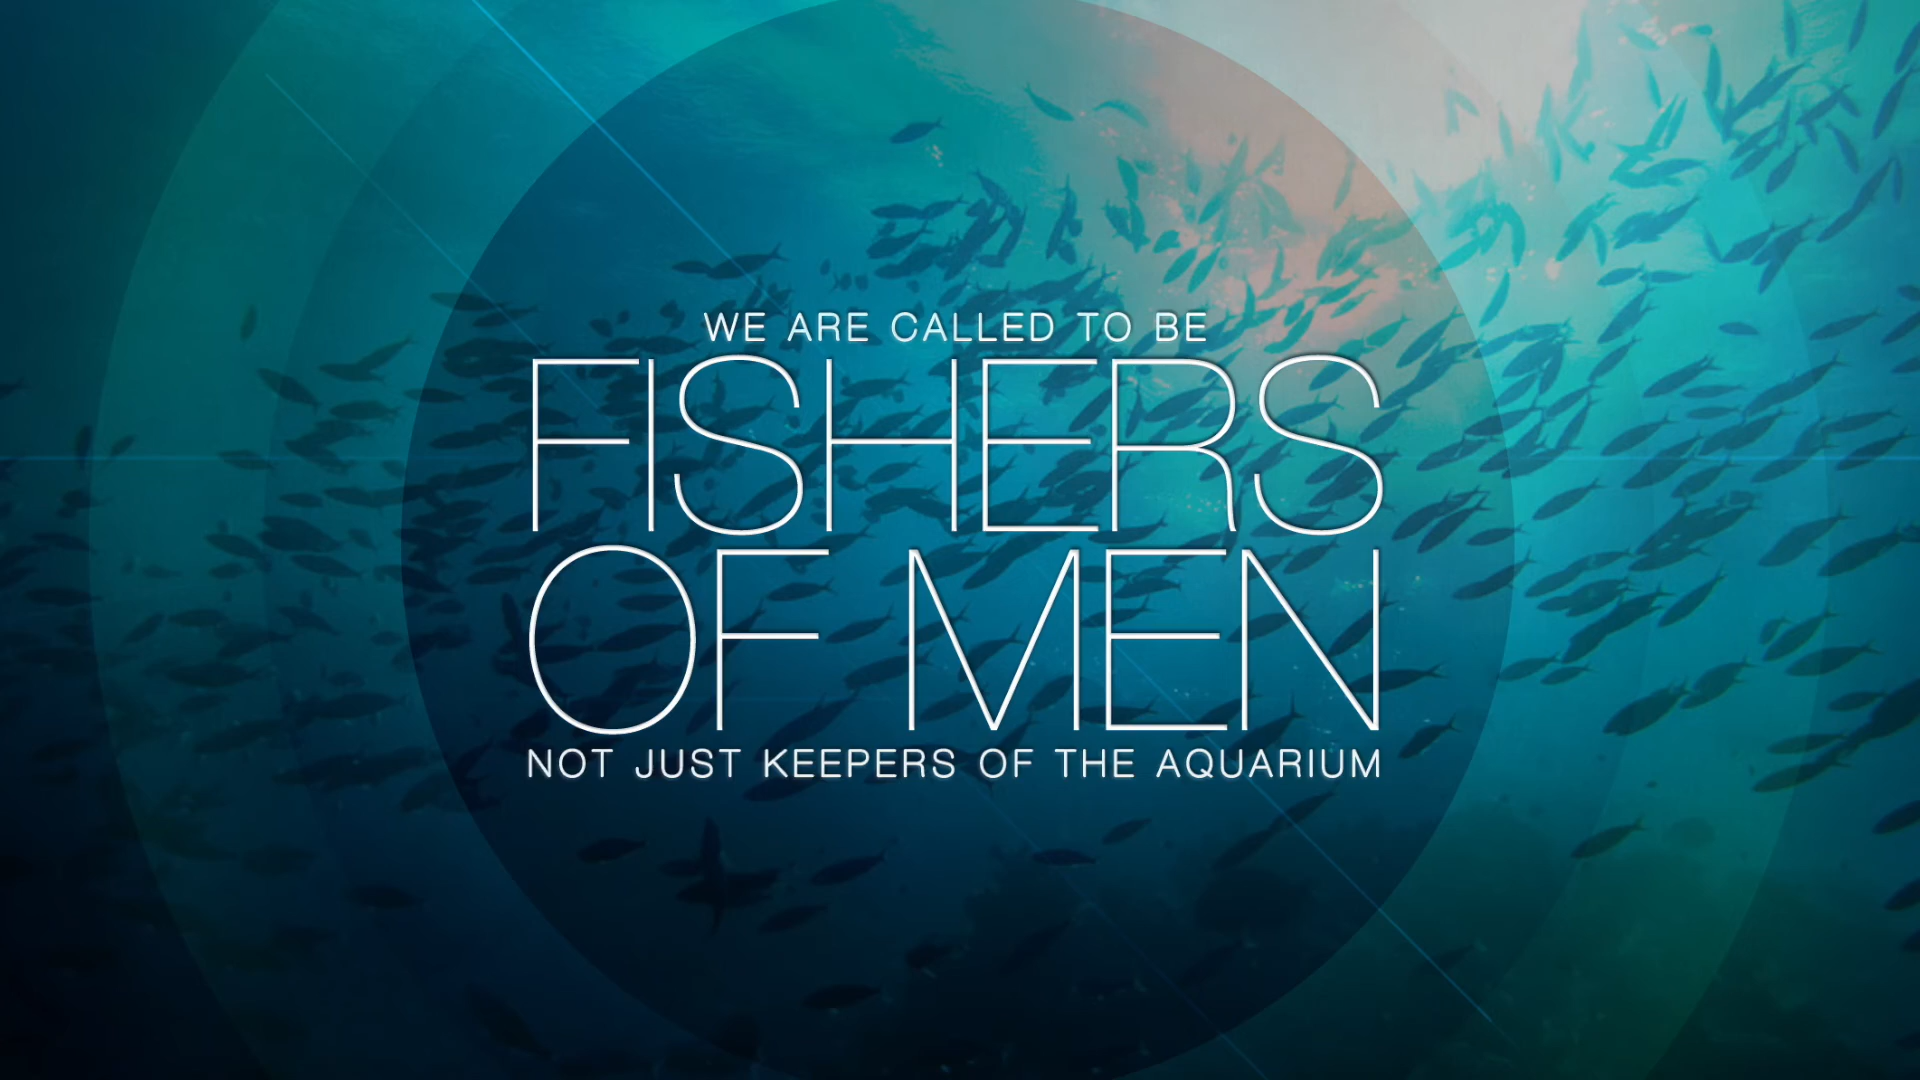 WE ARE CALLED TO BE
FISHERS
OF MEN
NOT JUST KEEPERS OF THE AQUARIUM